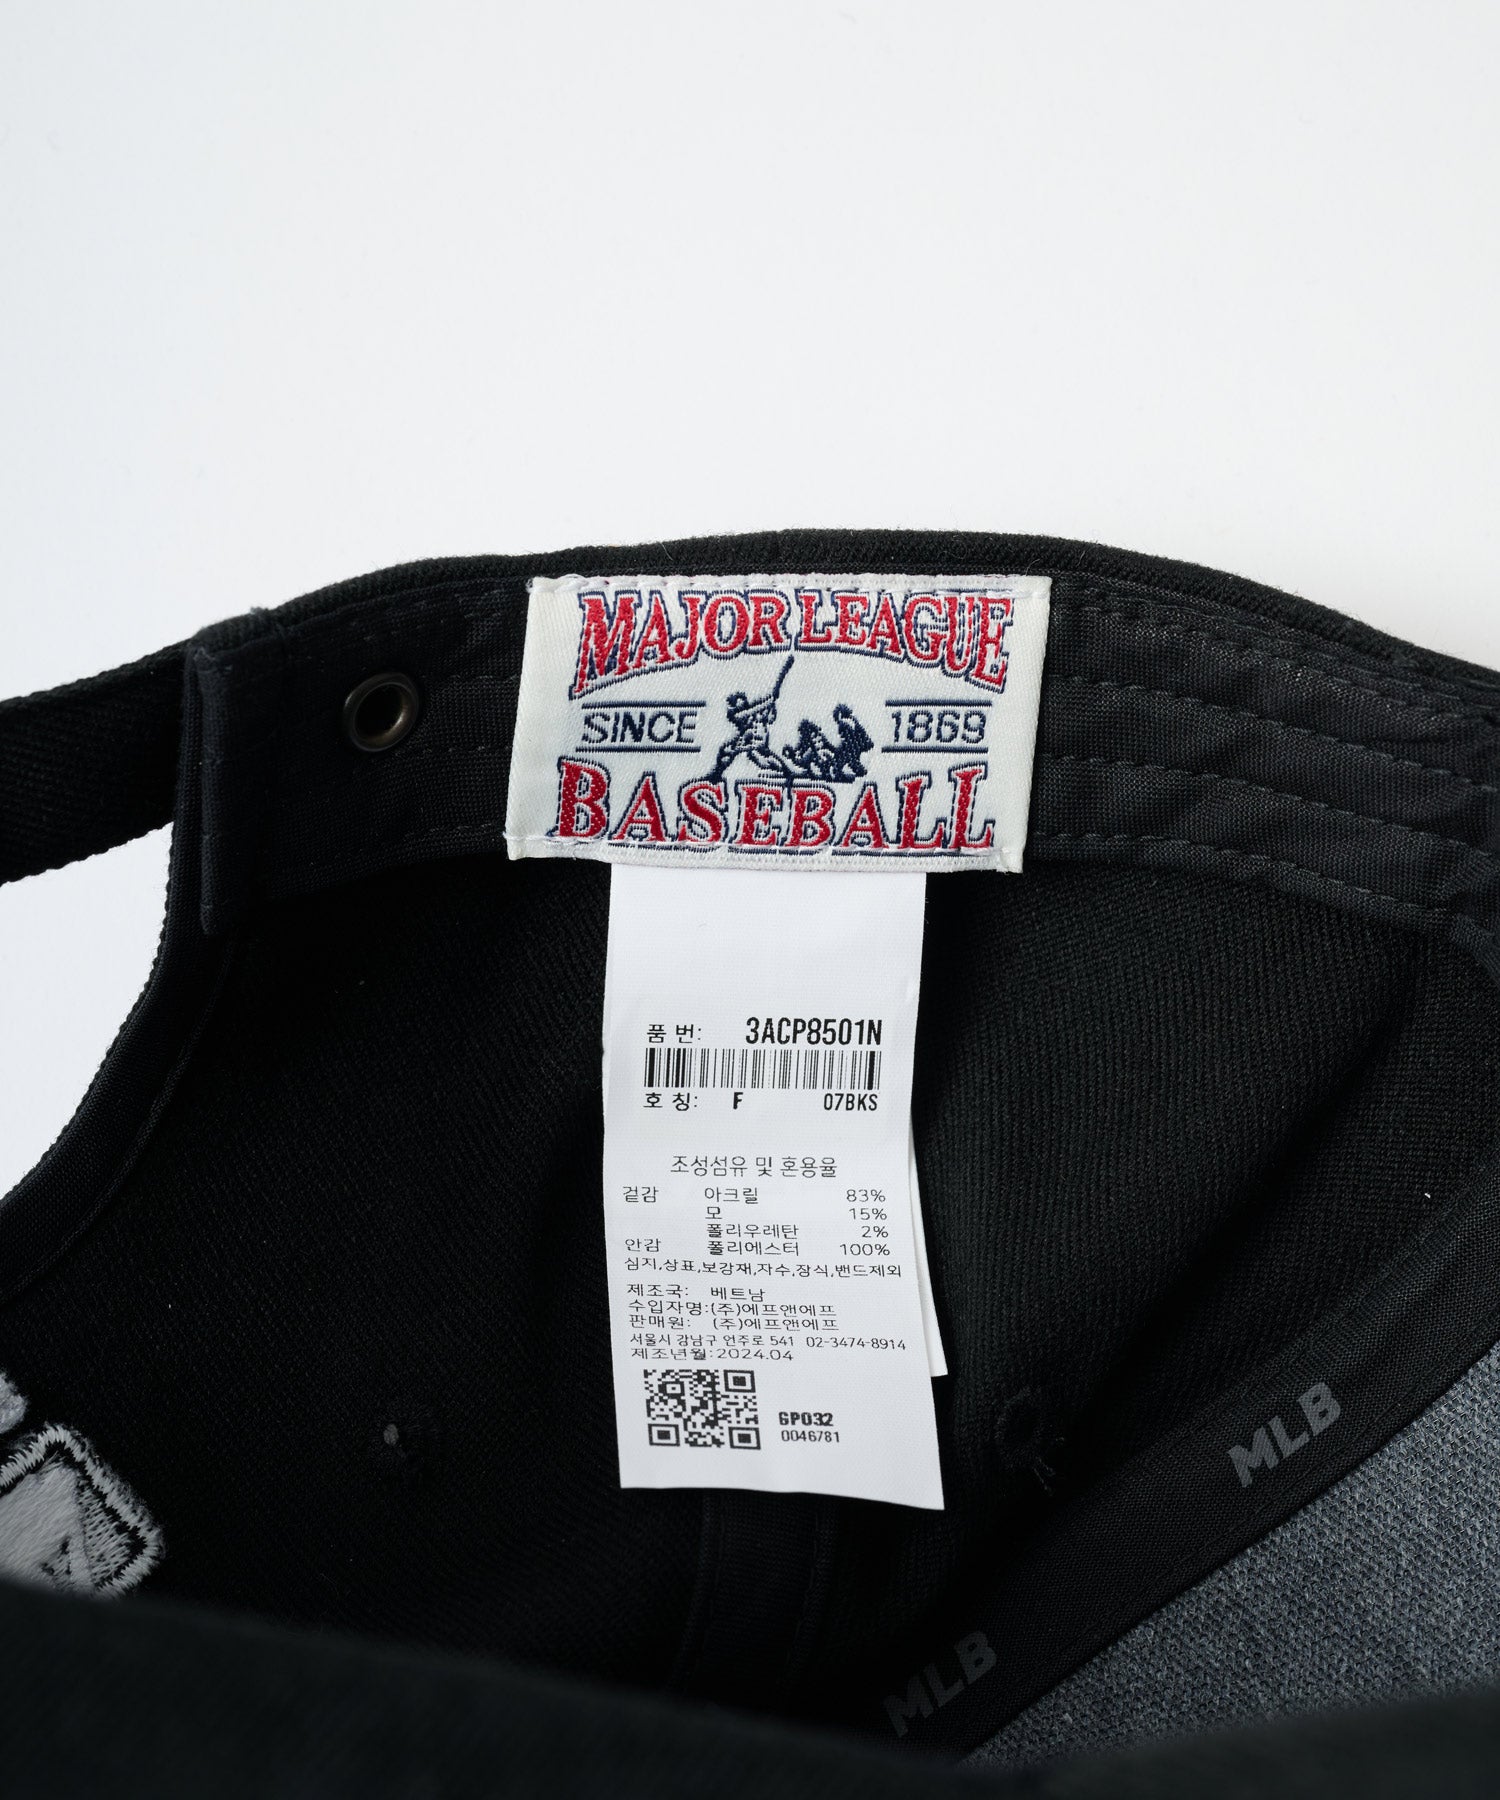 MAJOR LEAGUE
SINCE 1869
BASEBALL
품 번: 3ACP8501N
호 칭: F 07BKS
조성섬유 및 혼용율
겉감 아크릴 83%
모 15%
폴리우레탄 2%
안감 폴리에스터 100%
심지,상표,보강재,자수,장식,밴드제외
제조국: 베트남
수입자명:(주)에프앤에프
판매원: (주)에프앤에프
서울시 강남구 언주로 541 02-3474-8914
제조년월:2024.04
GP032
0046781
MLB
MLB